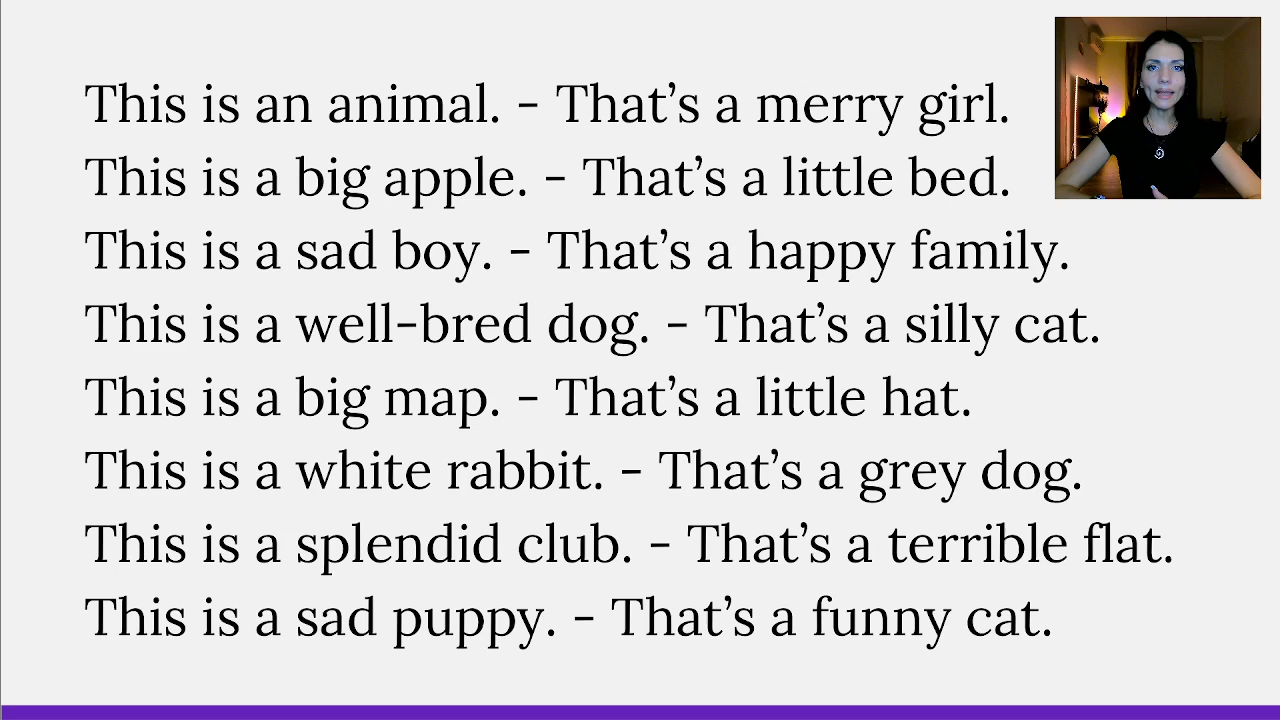 This is an animal. - That's a merry girl.
This is a big apple. - That's a little bed.
This is a sad boy. - That's a happy family.
This is a well-bred dog. - That's a silly cat.
This is a big map. - That's a little hat.
This is a white rabbit. - That's a grey dog.
This is a splendid club. - That's a terrible flat.
This is a sad puppy. - That's a funny cat.